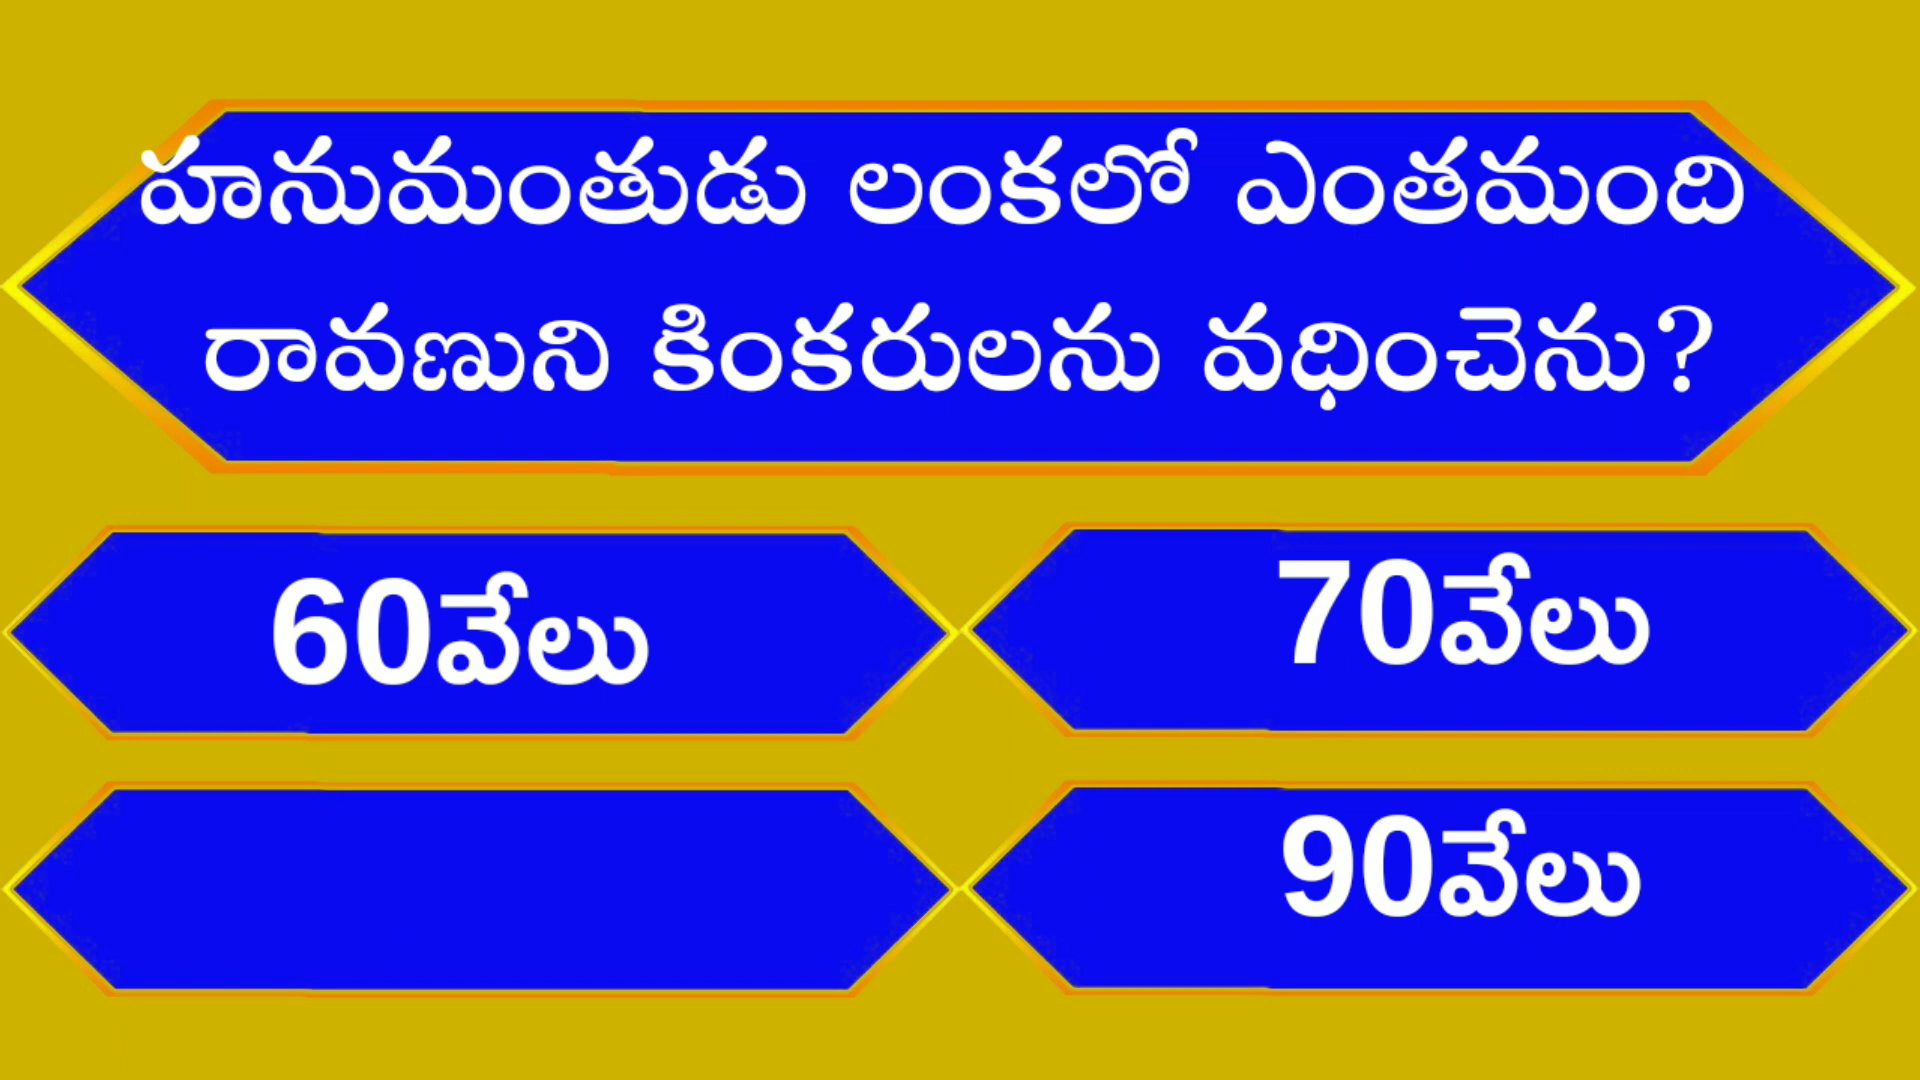 హనుమంతుడు లంకలో ఎంతమంది
రావణుని కింకరులను వధించెను?
60వేలు
70వేలు
90వేలు